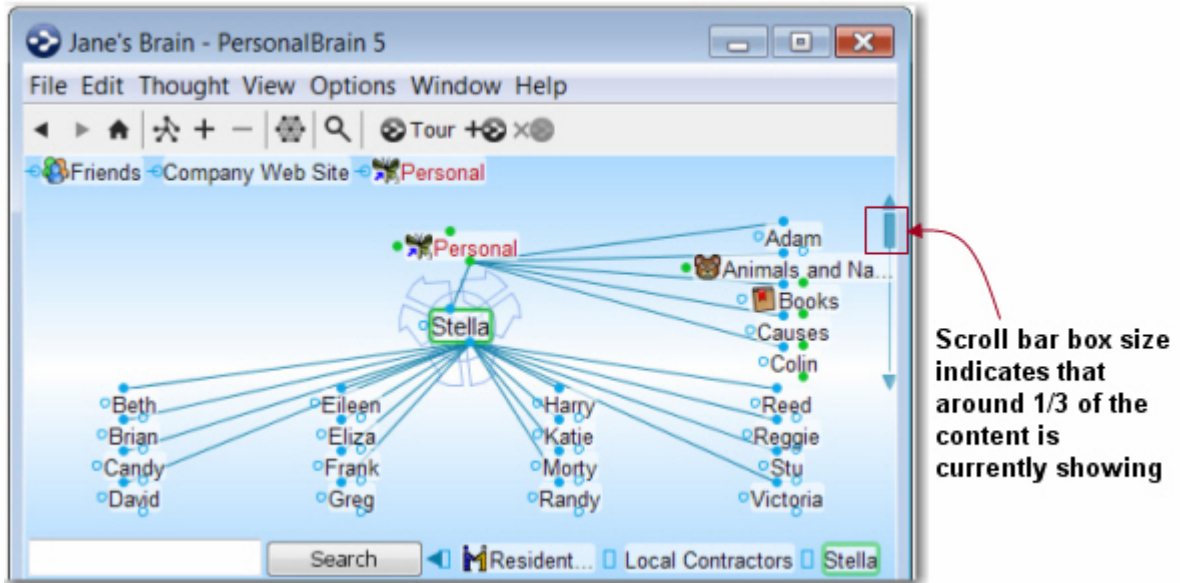 Jane's Brain - PersonalBrain 5
File Edit Thought View Options Window Help
Tour
Friends Company Web Site Personal
Personal
Adam
Animals and Na...
Books
Causes
Colin
Stella
Beth Eileen Harry Reed
Brian Eliza Katie Reggie
Candy Frank Morty Stu
David Greg Randy Victoria
Search Resident... Local Contractors Stella
Scroll bar box size
indicates that
around 1/3 of the
content is
currently showing